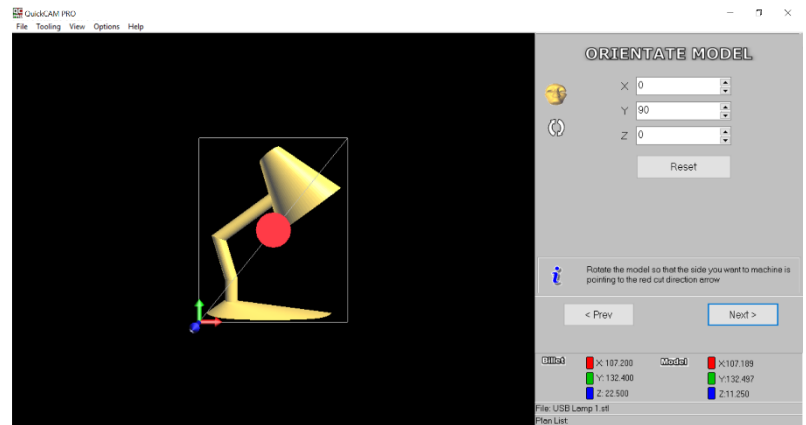 QuickCAM PRO
File Tooling View Options Help
ORIENTATE MODEL
X 0
Y 90
Z 0
Reset
Rotate the model so that the side you want to machine is
pointing to the red cut direction arrow
< Prev Next >
Billet X: 107.200 Model X:107.189
Y: 132.400 Y:132.497
Z: 22.500 Z:11.250
File: USB Lamp 1.stl
Plan List: